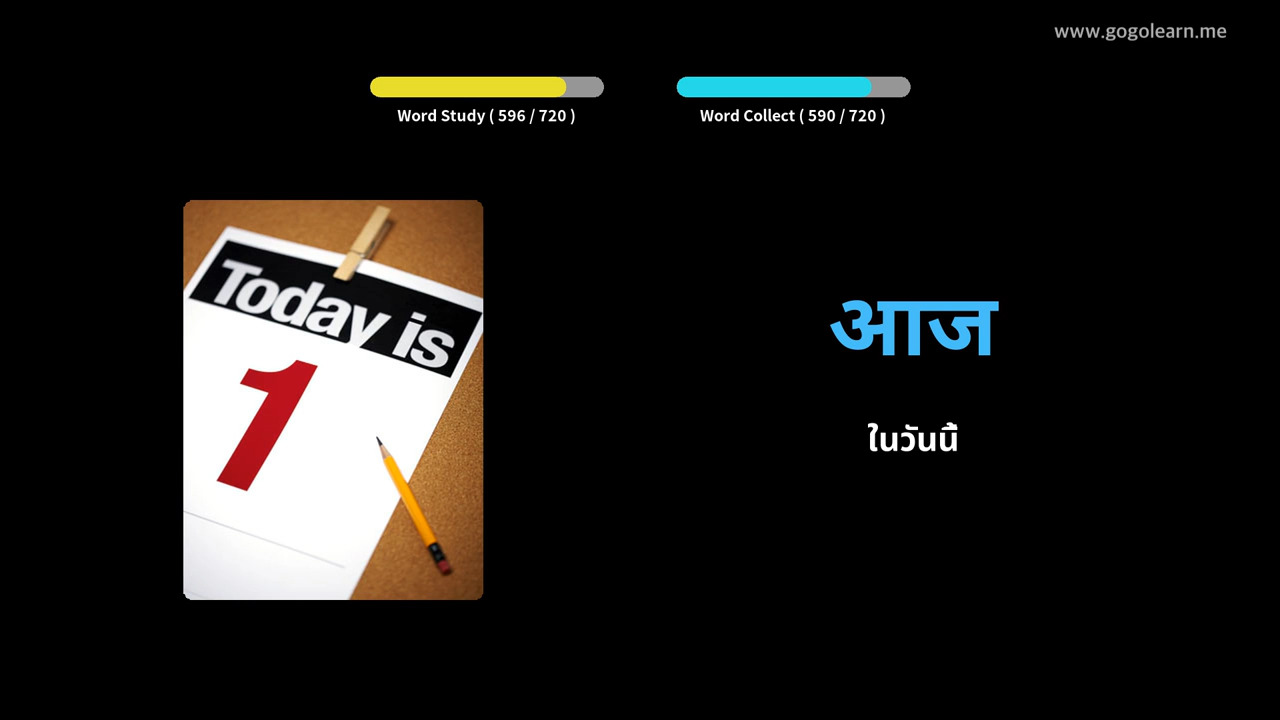 www.gogolearn.me
Word Study ( 596 / 720 )
Word Collect ( 590 / 720 )
Today is
1
आज
ในวันนี้